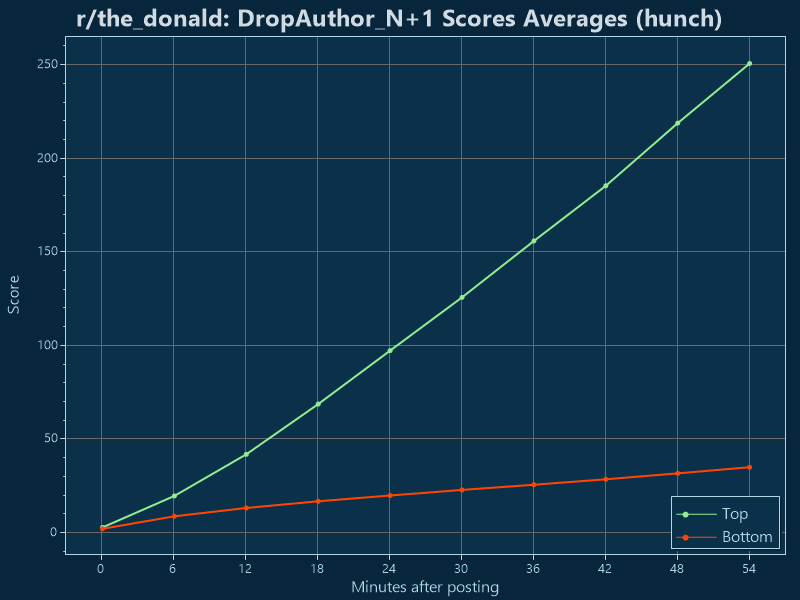 r/the_donald: DropAuthor_N+1 Scores Averages (hunch)
250
200
150
100
50
0
Score
0 6 12 18 24 30 36 42 48 54
Minutes after posting
Top
Bottom